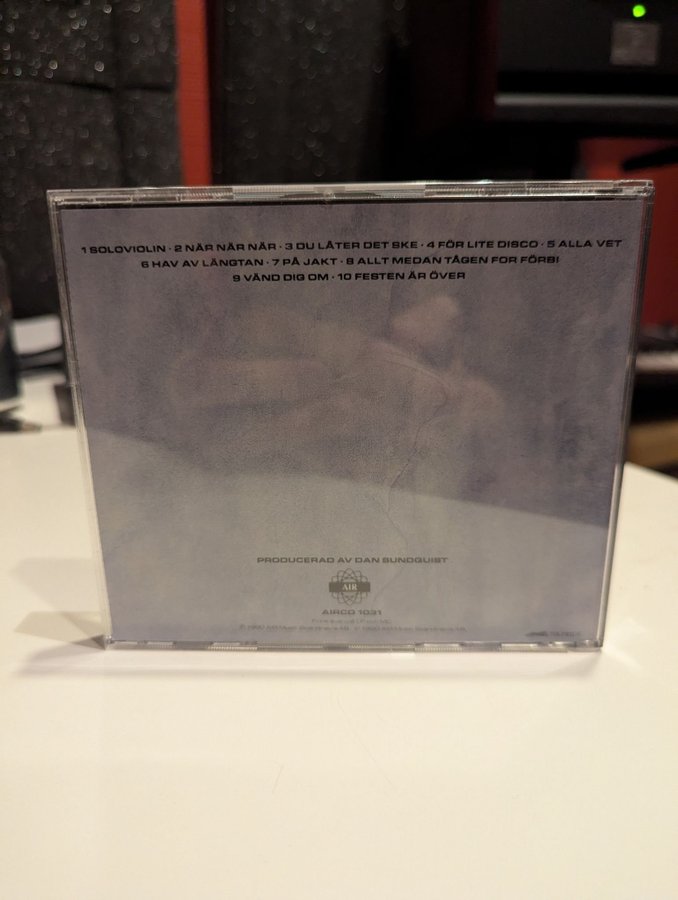 1 SOLOVIOLIN · 2 NÄR NÄR NÄR · 3 DU LÅTER DET SKE · 4 FÖR LITE DISCO · 5 ALLA VET
6 HAV AV LÄNGTAN · 7 PÅ JAKT · 8 ALLT MEDAN TÅGEN FOR FÖRBI
9 VÄND DIG OM · 10 FESTEN ÄR ÖVER
PRODUCERAD AV DAN SUNDQUIST
AIR
AIRCD 1031